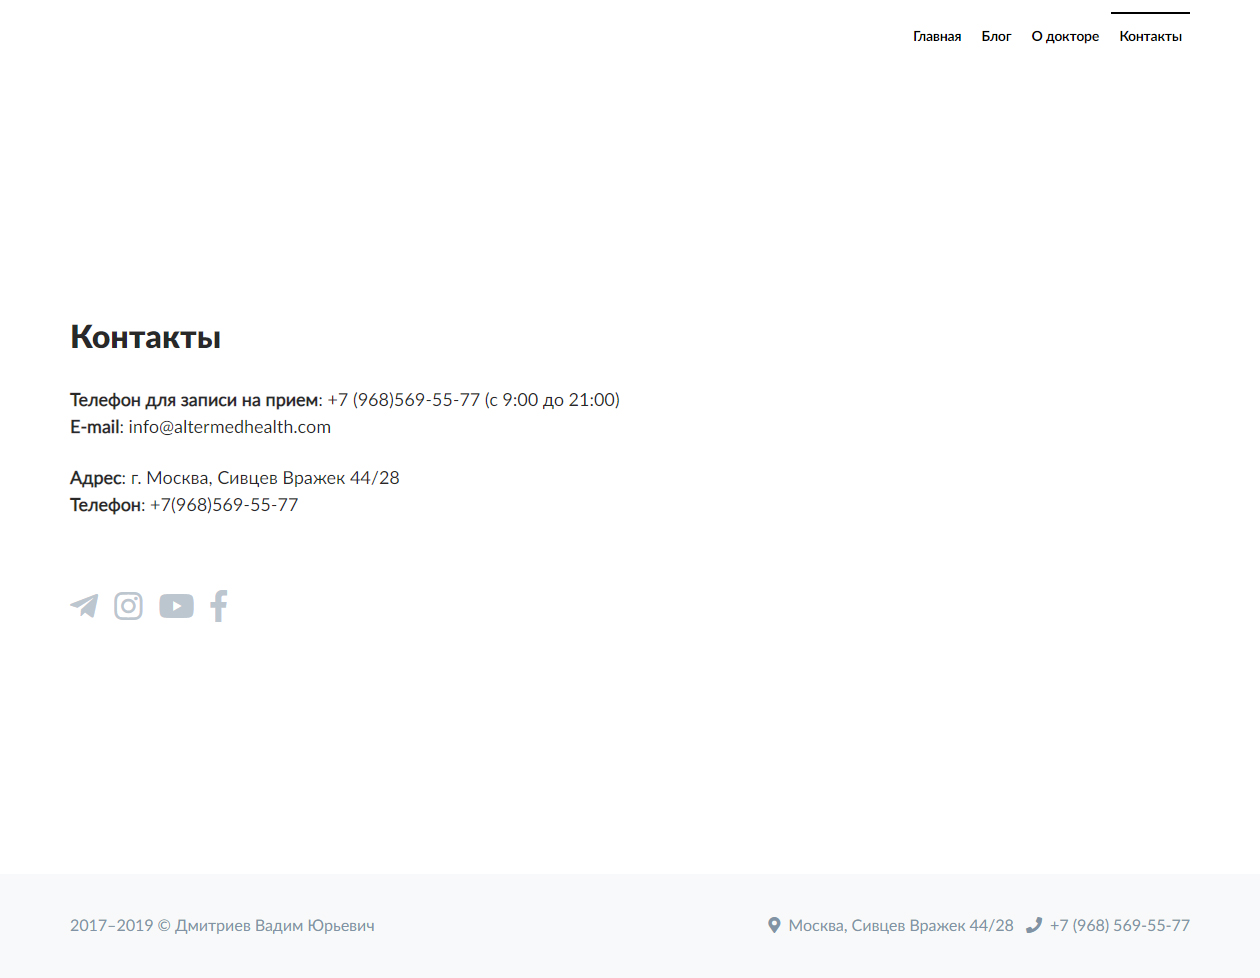 Главная Блог О докторе Контакты
Контакты
Телефон для записи на прием: +7 (968)569-55-77 (с 9:00 до 21:00)
E-mail: info@altermedhealth.com
Адрес: г. Москва, Сивцев Вражек 44/28
Телефон: +7(968)569-55-77
2017–2019 © Дмитриев Вадим Юрьевич
Москва, Сивцев Вражек 44/28 +7 (968) 569-55-77